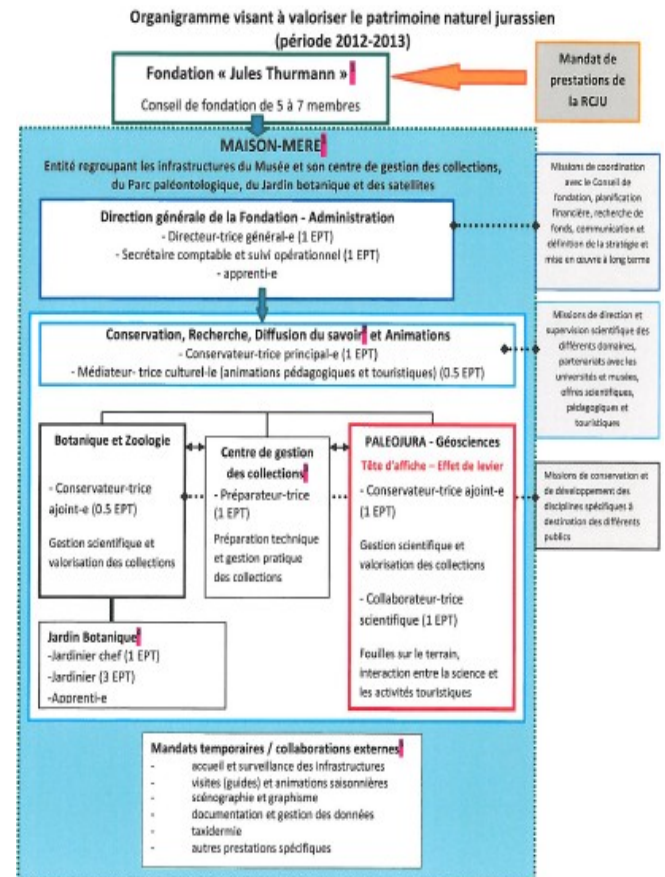 Organigramme visant à valoriser le patrimoine naturel jurassien
(période 2012-2013)
Fondation « Jules Thurmann »
Conseil de fondation de 5 à 7 membres
Mandat de
prestations de
la RCJU
MAISON-MERE
Entité regroupant les infrastructures du Musée et son centre de gestion des collections,
du Parc paléontologique, du Jardin botanique et des satellites
Direction générale de la Fondation - Administration
- Directeur-trice général-e (1 EPT)
- Secrétaire comptable et suivi opérationnel (1 EPT)
- apprenti-e
Missions de coordination
avec le Conseil de
fondation, planification
financière, recherche de
fonds, communication et
définition de la stratégie et
mise en œuvre à long terme
Conservation, Recherche, Diffusion du savoir et Animations
- Conservateur-trice principal-e (1 EPT)
- Médiateur- trice culturel-le (animations pédagogiques et touristiques) (0.5 EPT)
Missions de direction et
supervision scientifique des
différents domaines,
partenariats avec les
universités et musées,
offres scientifiques,
pédagogiques et
touristiques
Botanique et Zoologie
- Conservateur-trice
ajoint-e (0.5 EPT)
Gestion scientifique et
valorisation des collections
Centre de gestion
des collections
- Préparateur-trice
(1 EPT)
Préparation technique
et gestion pratique
des collections
PALEOJURA - Géosciences
Tête d'affiche – Effet de levier
- Conservateur-trice ajoint-e
(1 EPT)
Gestion scientifique et
valorisation des collections
- Collaborateur-trice
scientifique (1 EPT)
Fouilles sur le terrain,
interaction entre la science et
les activités touristiques
Missions de conservation et
de développement des
disciplines spécifiques à
destination des différents
publics
Jardin Botanique
-Jardinier chef (1 EPT)
-Jardinier (3 EPT)
-Apprenti-e
Mandats temporaires / collaborations externes
- accueil et surveillance des infrastructures
- visites (guides) et animations saisonnières
- scénographie et graphisme
- documentation et gestion des données
- taxidermie
- autres prestations spécifiques